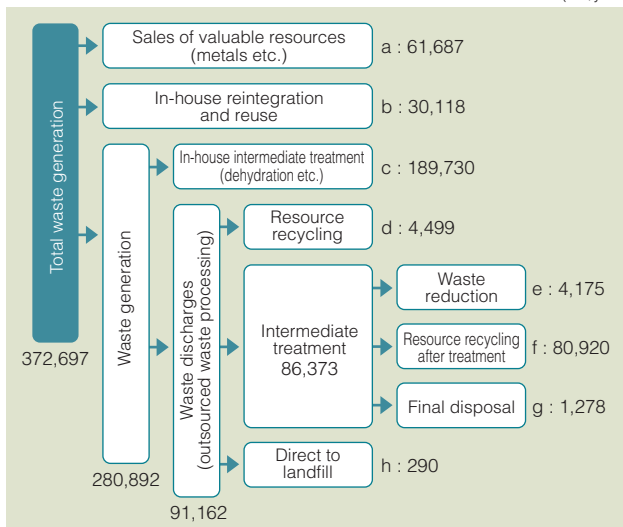 Total waste generation
372,697
Sales of valuable resources
(metals etc.)
a : 61,687
In-house reintegration
and reuse
b : 30,118
Waste generation
280,892
In-house intermediate treatment
(dehydration etc.)
c : 189,730
Waste discharges
(outsourced waste processing)
91,162
Resource
recycling
d : 4,499
Intermediate
treatment
86,373
Waste
reduction
e : 4,175
Resource recycling
after treatment
f : 80,920
Final disposal
g : 1,278
Direct to
landfill
h : 290